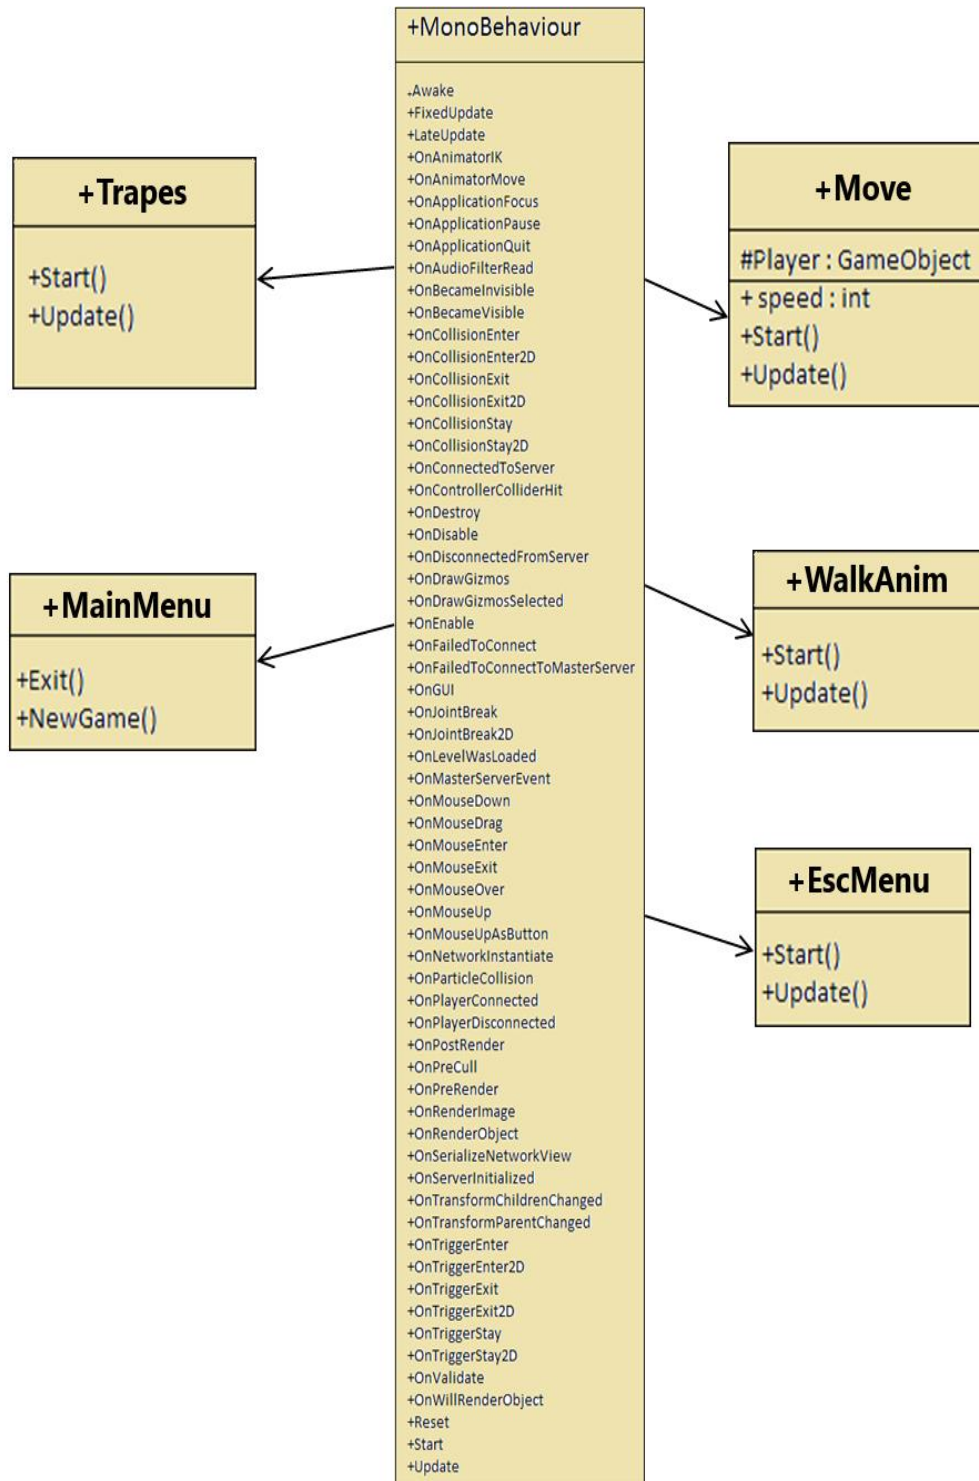 +MonoBehaviour
+Awake
+FixedUpdate
+LateUpdate
+OnAnimatorIK
+OnAnimatorMove
+OnApplicationFocus
+OnApplicationPause
+OnApplicationQuit
+OnAudioFilterRead
+OnBecameInvisible
+OnBecameVisible
+OnCollisionEnter
+OnCollisionEnter2D
+OnCollisionExit
+OnCollisionExit2D
+OnCollisionStay
+OnCollisionStay2D
+OnConnectedToServer
+OnControllerColliderHit
+OnDestroy
+OnDisable
+OnDisconnectedFromServer
+OnDrawGizmos
+OnDrawGizmosSelected
+OnEnable
+OnFailedToConnect
+OnFailedToConnectToMasterServer
+OnGUI
+OnJointBreak
+OnJointBreak2D
+OnLevelWasLoaded
+OnMasterServerEvent
+OnMouseDown
+OnMouseDrag
+OnMouseEnter
+OnMouseExit
+OnMouseOver
+OnMouseUp
+OnMouseUpAsButton
+OnNetworkInstantiate
+OnParticleCollision
+OnPlayerConnected
+OnPlayerDisconnected
+OnPostRender
+OnPreCull
+OnPreRender
+OnRenderImage
+OnRenderObject
+OnSerializeNetworkView
+OnServerInitialized
+OnTransformChildrenChanged
+OnTransformParentChanged
+OnTriggerEnter
+OnTriggerEnter2D
+OnTriggerExit
+OnTriggerExit2D
+OnTriggerStay
+OnTriggerStay2D
+OnValidate
+OnWillRenderObject
+Reset
+Start
+Update
+Trapes
+Start()
+Update()
+MainMenu
+Exit()
+NewGame()
+Move
#Player : GameObject
+ speed : int
+Start()
+Update()
+WalkAnim
+Start()
+Update()
+EscMenu
+Start()
+Update()